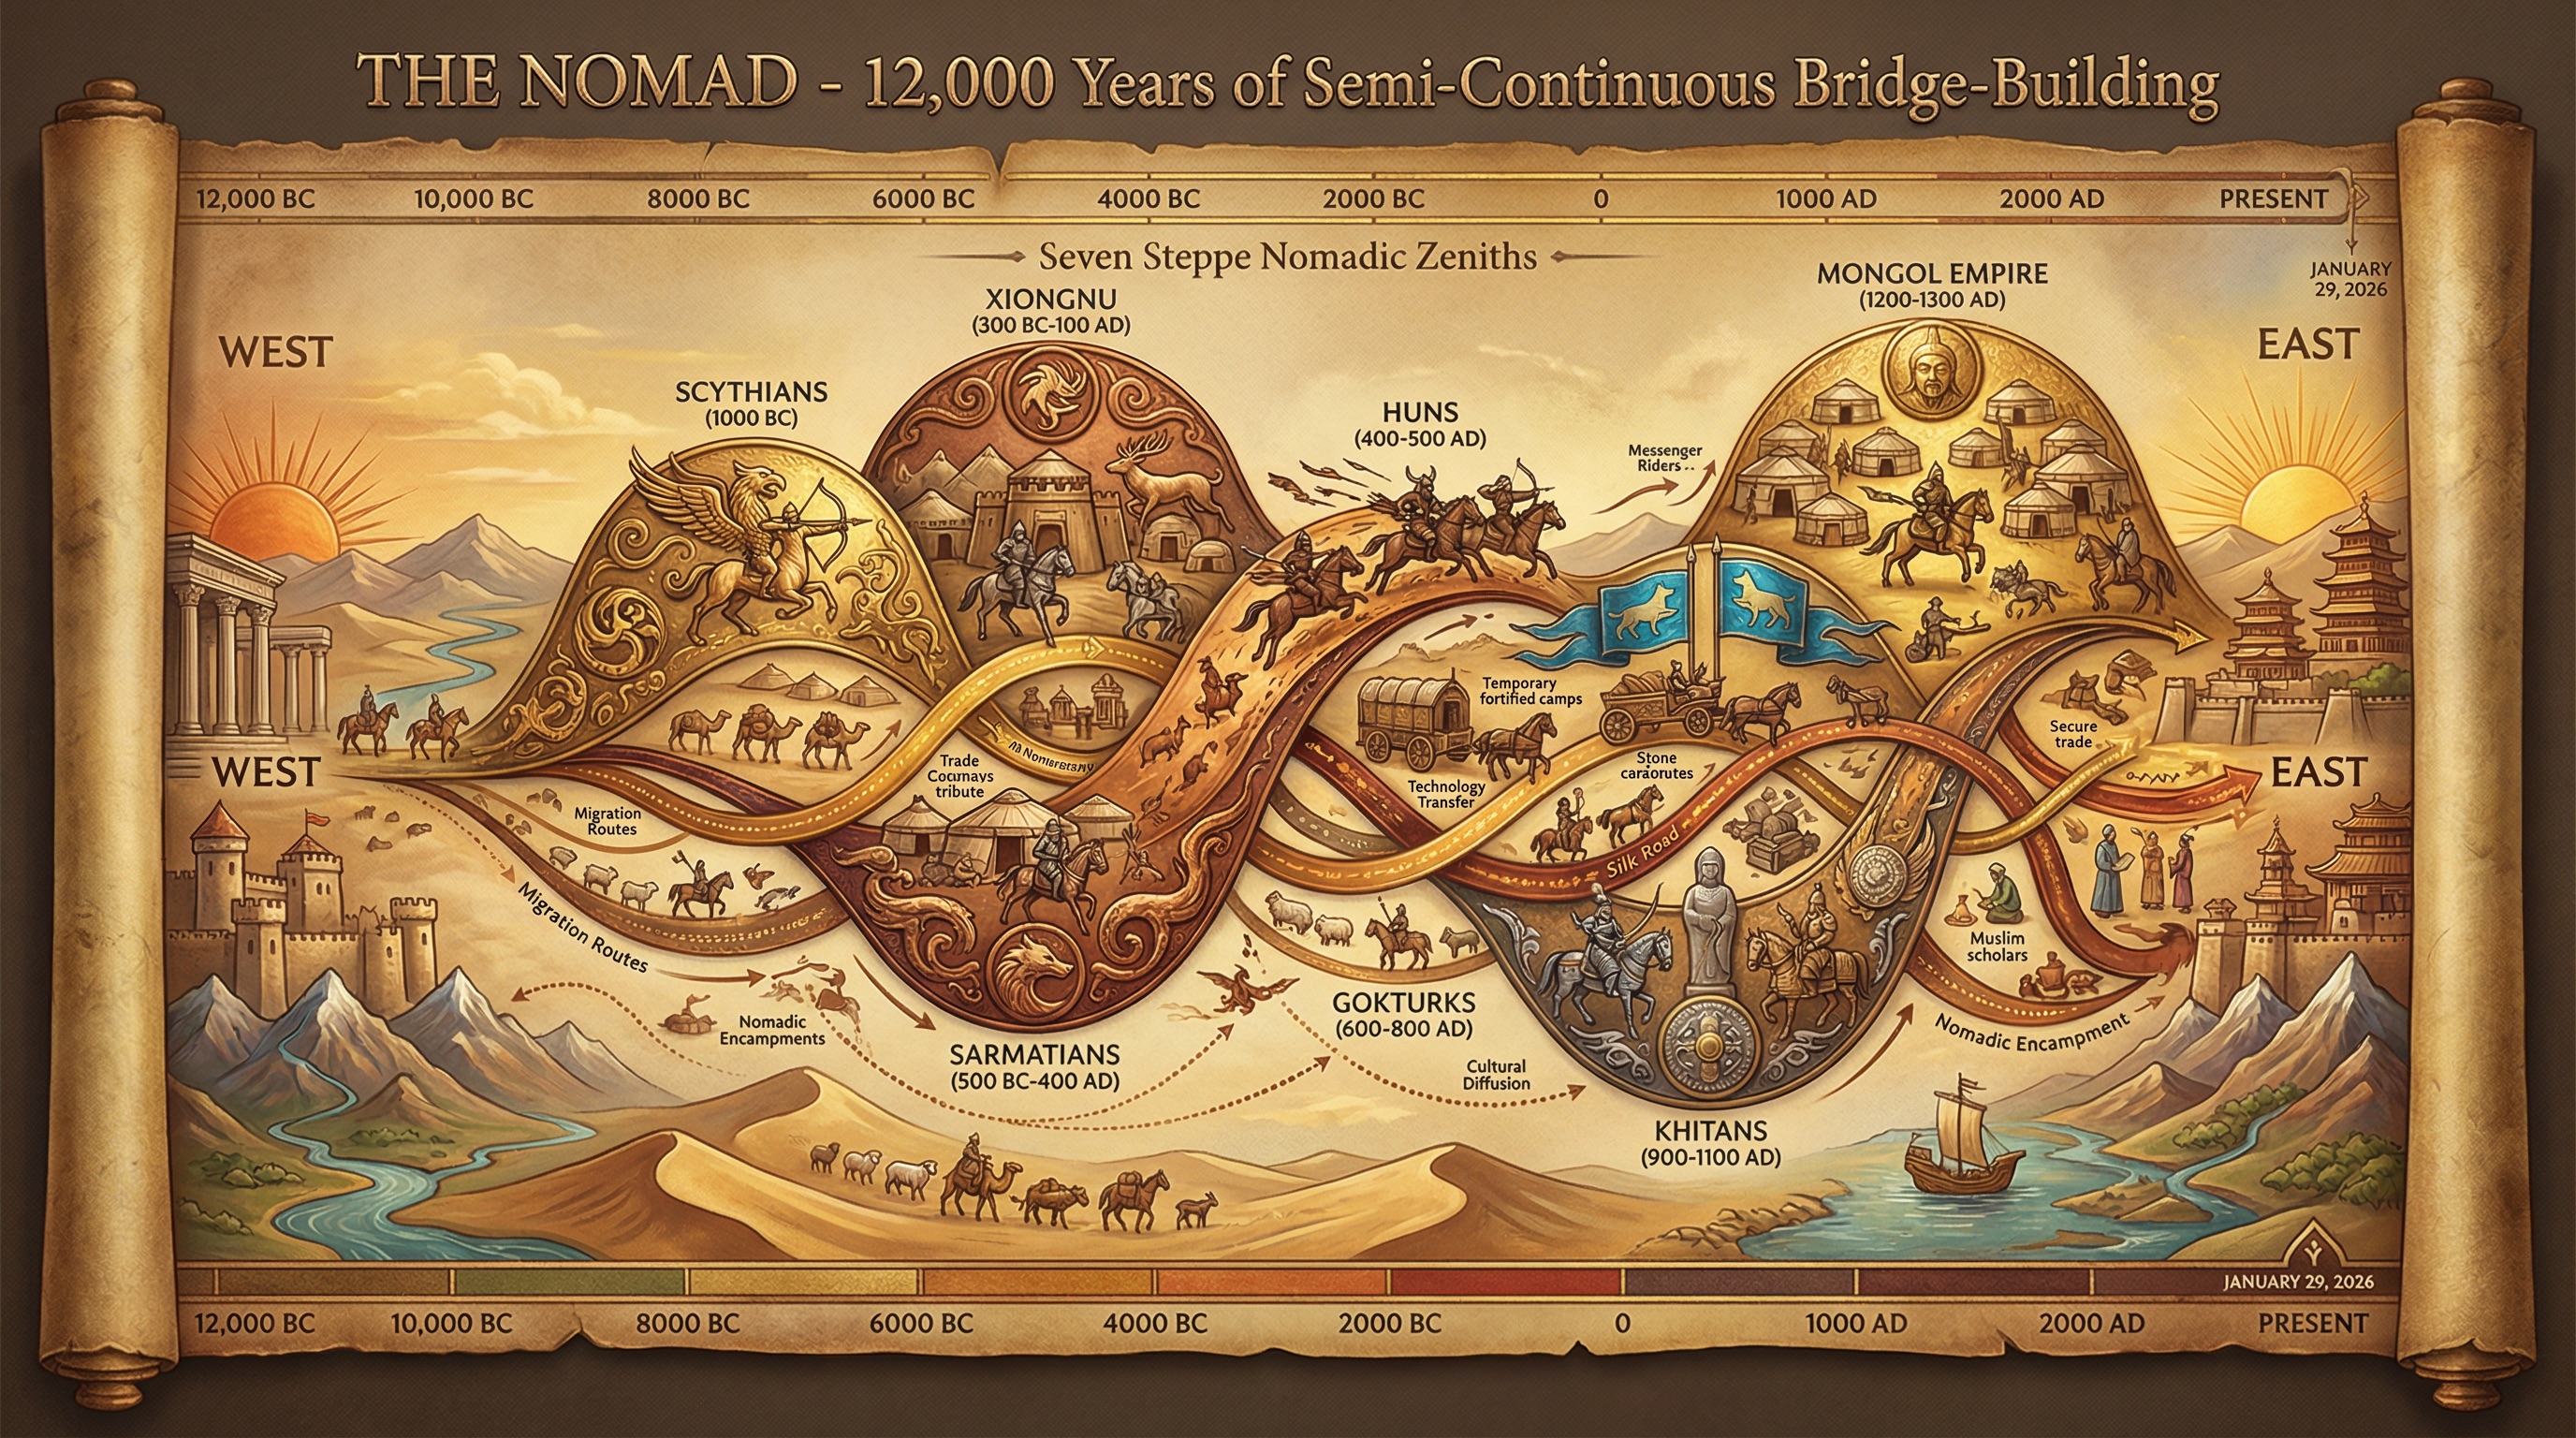 THE NOMAD - 12,000 Years of Semi-Continuous Bridge-Building
12,000 BC 10,000 BC 8000 BC 6000 BC 4000 BC 2000 BC 0 1000 AD 2000 AD PRESENT
Seven Steppe Nomadic Zeniths
JANUARY
29, 2026
WEST
EAST
SCYTHIANS
(1000 BC)
XIONGNU
(300 BC-100 AD)
HUNS
(400-500 AD)
MONGOL EMPIRE
(1200-1300 AD)
Messenger
Riders..
Temporary
fortified camps
Secure
trade
WEST
EAST
Trade
Cocɪmays
tribute
Technology
Transfer
Stone
caraorutes
Migration
Routes
Silk Road
Migration Routes
Muslim
scholars
Nomadic
Encampments
Nomadic Encampment
SARMATIANS
(500 BC-400 AD)
GOKTURKS
(600-800 AD)
Cultural
Diffusion
KHITANS
(900-1100 AD)
JANUARY 29, 2026
12,000 BC 10,000 BC 8000 BC 6000 BC 4000 BC 2000 BC 0 1000 AD 2000 AD PRESENT